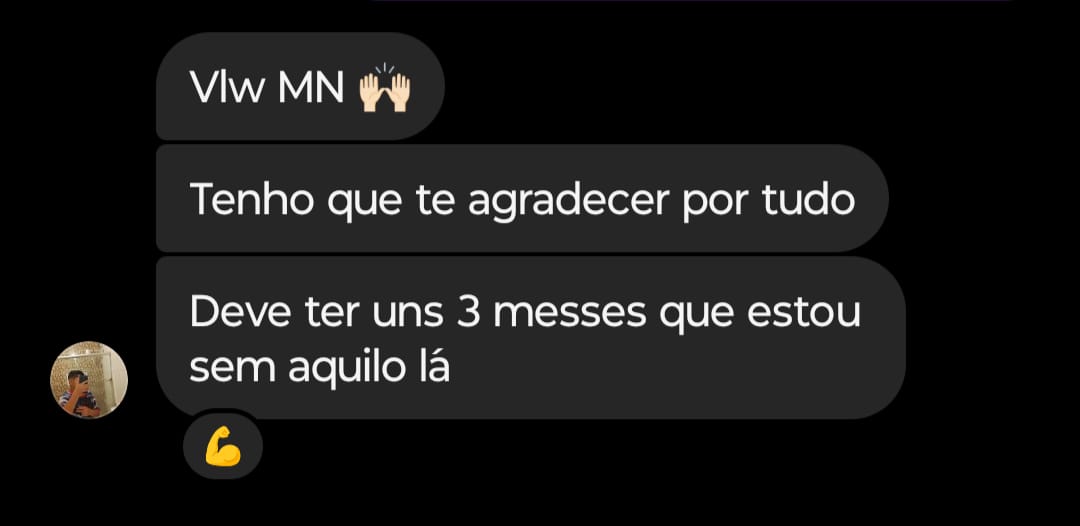 Vlw MN 🙌🏻
Tenho que te agradecer por tudo
Deve ter uns 3 messes que estou
sem aquilo lá
💪